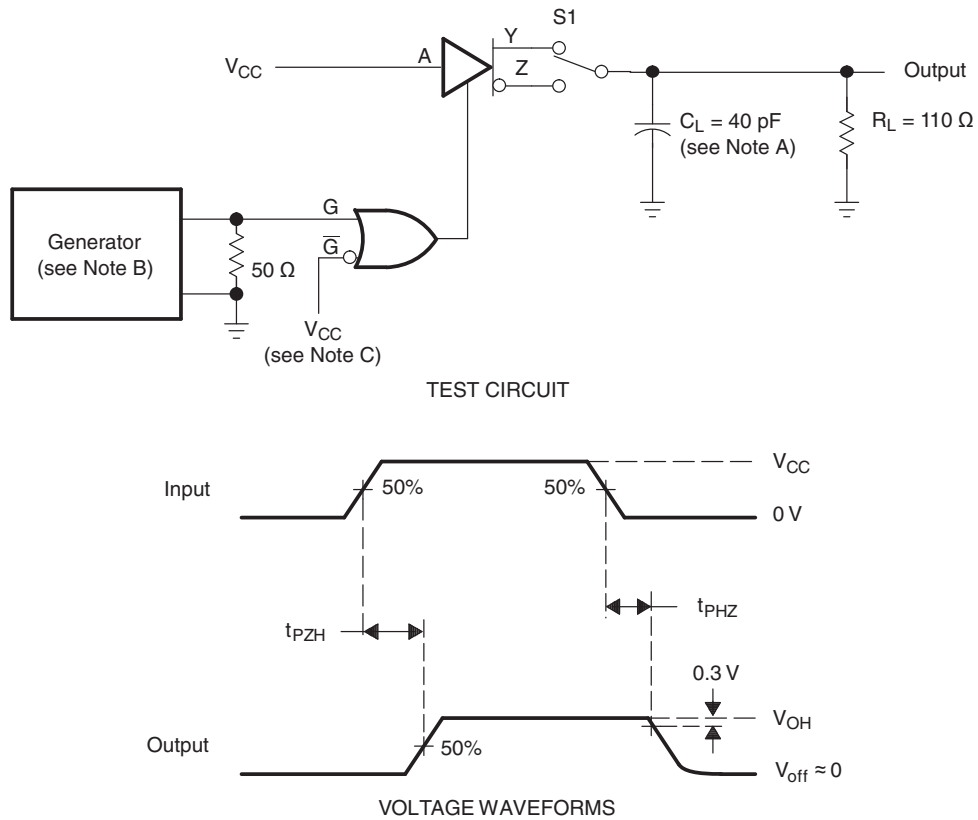 S1
V_CC
A
Y
Z
Output
C_L = 40 pF
(see Note A)
R_L = 110 Ω
Generator
(see Note B)
50 Ω
G
G̅
V_CC
(see Note C)
TEST CIRCUIT
Input
50%
50%
V_CC
0 V
t_PZH
t_PHZ
0.3 V
Output
50%
V_OH
V_off ≈ 0
VOLTAGE WAVEFORMS